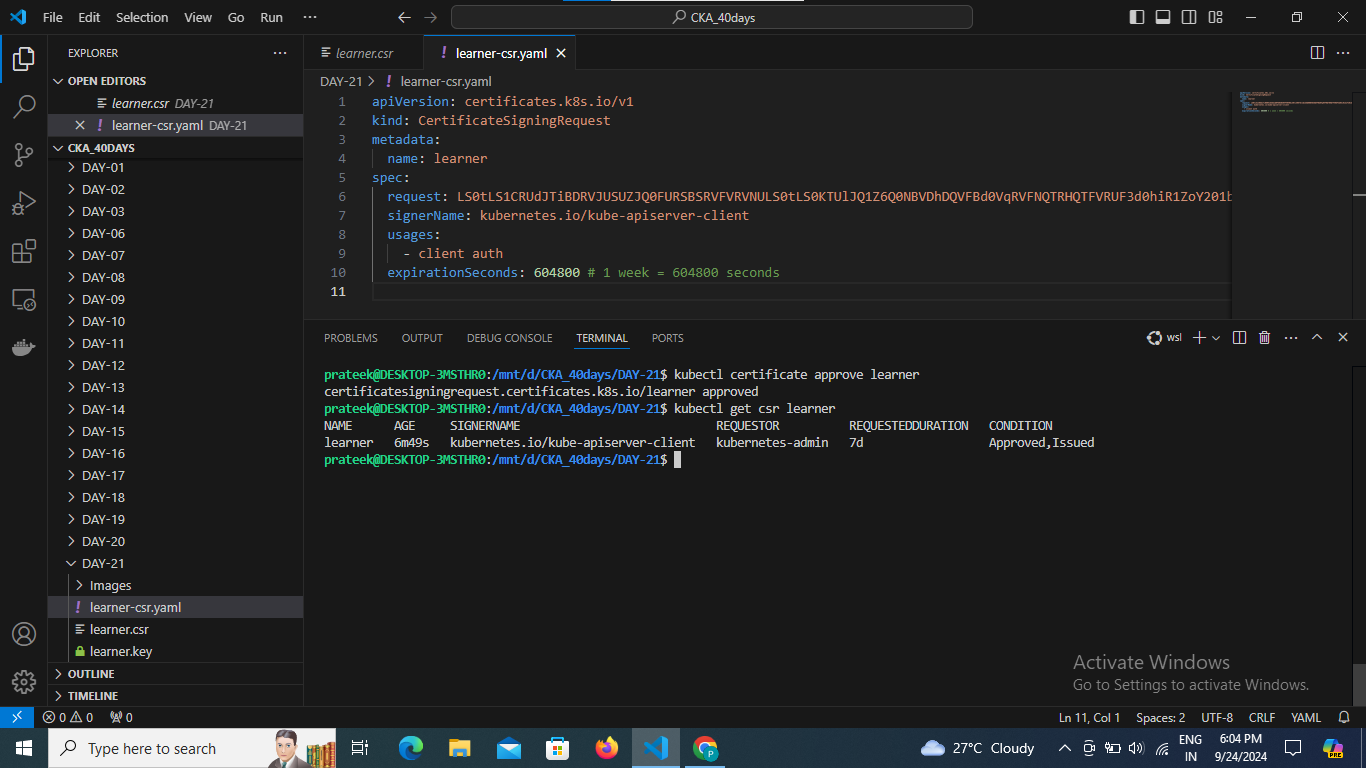 File Edit Selection View Go Run ···
CKA_40days
EXPLORER
OPEN EDITORS
learner.csr DAY-21
learner-csr.yaml DAY-21
CKA_40DAYS
DAY-01
DAY-02
DAY-03
DAY-06
DAY-07
DAY-08
DAY-09
DAY-10
DAY-11
DAY-12
DAY-13
DAY-14
DAY-15
DAY-16
DAY-17
DAY-18
DAY-19
DAY-20
DAY-21
Images
learner-csr.yaml
learner.csr
learner.key
OUTLINE
TIMELINE
learner.csr
! learner-csr.yaml
DAY-21 > ! learner-csr.yaml
1 apiVersion: certificates.k8s.io/v1
2 kind: CertificateSigningRequest
3 metadata:
4 name: learner
5 spec:
6 request: LS0tLS1CRUdJTiBDRVJUSUZJQ0FURSBSRVFVRVNULS0tLS0KTUlJQ1Z6Q0NBVDhDQVFBd0VqRVFNQTRHQTFVRUF3d0hiR1ZoY201b
7 signerName: kubernetes.io/kube-apiserver-client
8 usages:
9 - client auth
10 expirationSeconds: 604800 # 1 week = 604800 seconds
11
PROBLEMS OUTPUT DEBUG CONSOLE TERMINAL PORTS
wsl
prateek@DESKTOP-3MSTHR0:/mnt/d/CKA_40days/DAY-21$ kubectl certificate approve learner
certificatesigningrequest.certificates.k8s.io/learner approved
prateek@DESKTOP-3MSTHR0:/mnt/d/CKA_40days/DAY-21$ kubectl get csr learner
NAME AGE SIGNERNAME REQUESTOR REQUESTEDDURATION CONDITION
learner 6m49s kubernetes.io/kube-apiserver-client kubernetes-admin 7d Approved,Issued
prateek@DESKTOP-3MSTHR0:/mnt/d/CKA_40days/DAY-21$
Activate Windows
Go to Settings to activate Windows.
0 0 0
Ln 11, Col 1 Spaces: 2 UTF-8 CRLF YAML
Type here to search
27°C Cloudy
ENG
IN
6:04 PM
9/24/2024
PRE